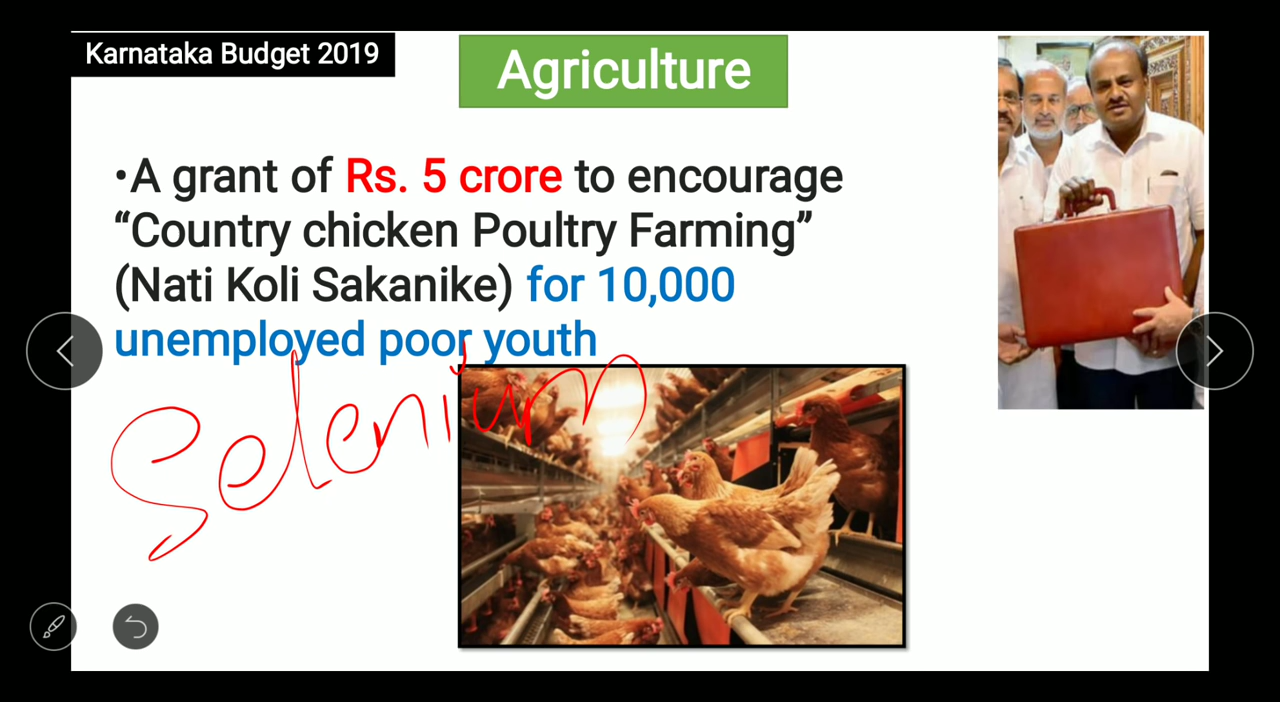 Karnataka Budget 2019
Agriculture
•A grant of Rs. 5 crore to encourage
“Country chicken Poultry Farming”
(Nati Koli Sakanike) for 10,000
unemployed poor youth
Selenium